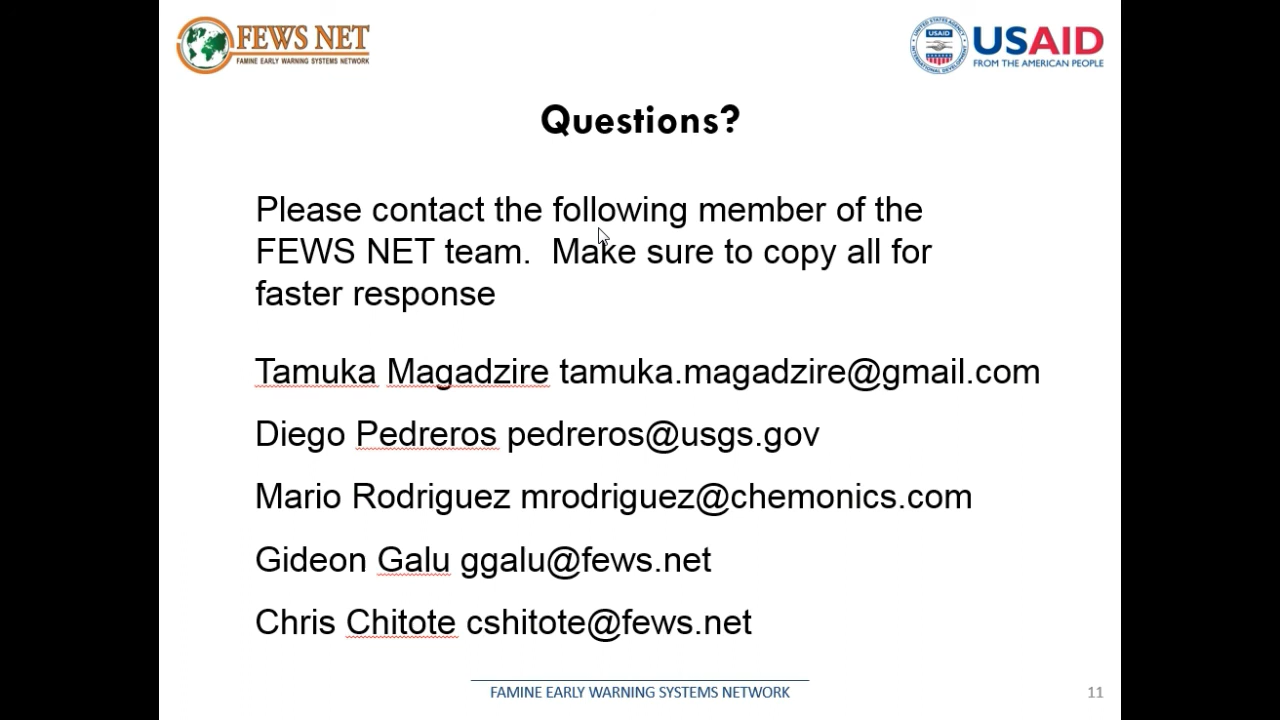 FEWS NET
FAMINE EARLY WARNING SYSTEMS NETWORK
USAID
USAID
FROM THE AMERICAN PEOPLE
Questions?
Please contact the following member of the
FEWS NET team.  Make sure to copy all for
faster response
Tamuka Magadzire tamuka.magadzire@gmail.com
Diego Pedreros pedreros@usgs.gov
Mario Rodriguez mrodriguez@chemonics.com
Gideon Galu ggalu@fews.net
Chris Chitote cshitote@fews.net
FAMINE EARLY WARNING SYSTEMS NETWORK
11